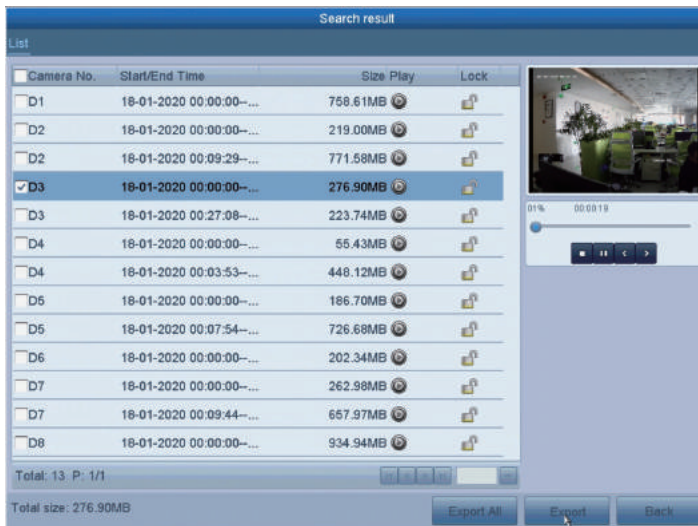 Search result
List
Camera No. Start/End Time Size Play Lock
D1 18-01-2020 00:00:00--... 758.61MB
D2 18-01-2020 00:00:00--... 219.00MB
D2 18-01-2020 00:09:29--... 771.58MB
D3 18-01-2020 00:00:00--... 276.90MB
D3 18-01-2020 00:27:08--... 223.74MB
D4 18-01-2020 00:00:00--... 55.43MB
D4 18-01-2020 00:03:53--... 448.12MB
D5 18-01-2020 00:00:00--... 186.70MB
D5 18-01-2020 00:07:54--... 726.68MB
D6 18-01-2020 00:00:00--... 202.34MB
D7 18-01-2020 00:00:00--... 262.98MB
D7 18-01-2020 00:09:44--... 657.97MB
D8 18-01-2020 00:00:00--... 934.94MB
Total: 13 P: 1/1
01% 00:00:19
Total size: 276.90MB
Export All Export Back